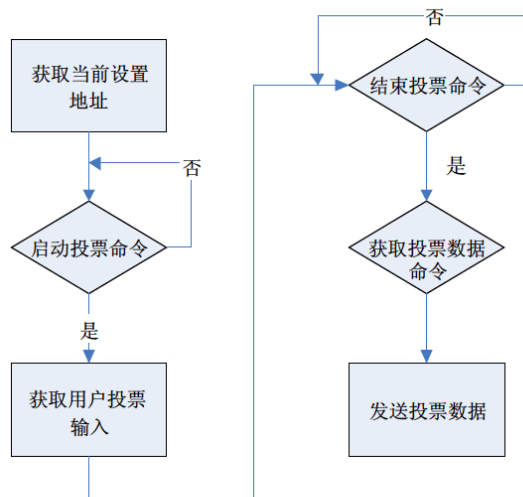 获取当前设置
地址
否
启动投票命令
是
获取用户投票
输入
否
结束投票命令
是
获取投票数据
命令
发送投票数据